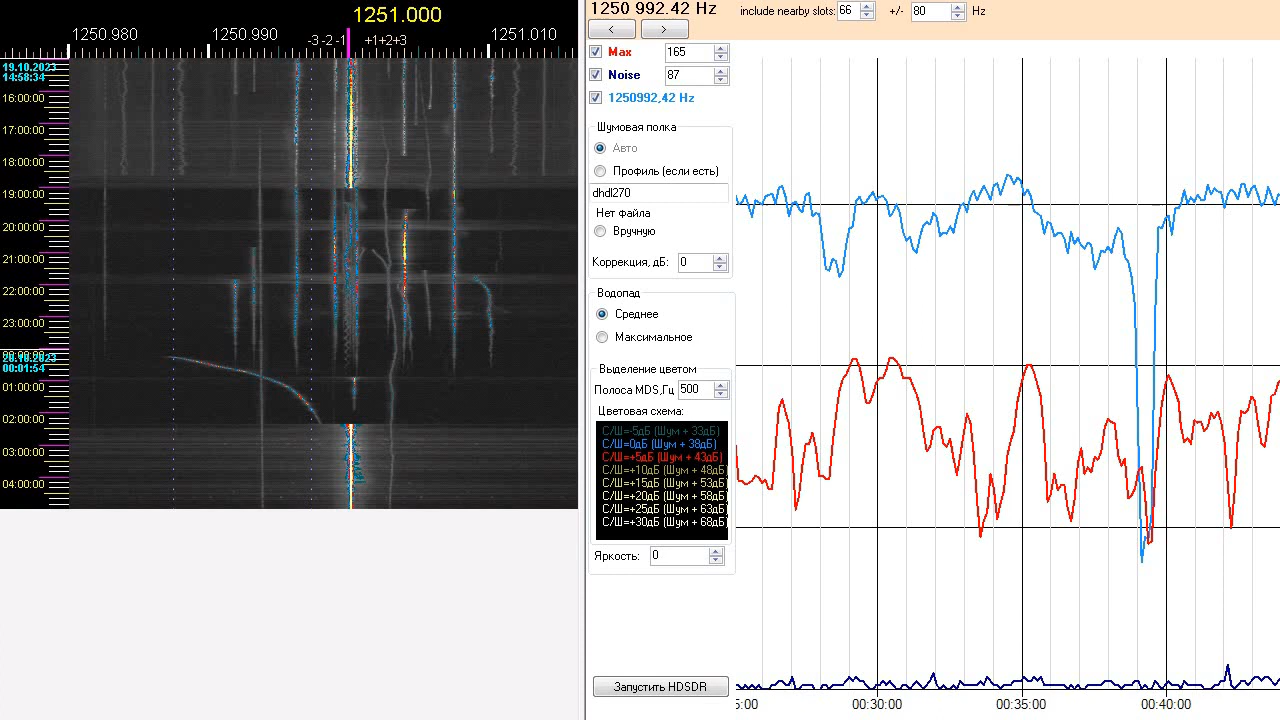 1251.000
1250.980
1250.990
-3 -2 -1
+1+2+3
1251.010
19.10.2023
14:58:34
16:00:00
17:00:00
18:00:00
19:00:00
20:00:00
21:00:00
22:00:00
23:00:00
00:01:54
01:00:00
02:00:00
03:00:00
04:00:00
1250 992.42 Hz
include nearby slots:
66
+/-
80
Hz
<
>
Max
165
Noise
87
1250992,42 Hz
Шумовая полка
Авто
Профиль (если есть)
dhdl270
Нет файла
Вручную
Коррекция, дБ:
0
Водопад
Среднее
Максимальное
Выделение цветом
Полоса MDS,Гц
500
Цветовая схема:
С/Ш=-5дБ (Шум + 33дБ)
С/Ш=0дБ (Шум + 38дБ)
С/Ш=+5дБ (Шум + 43дБ)
С/Ш=+10дБ (Шум + 48дБ)
С/Ш=+15дБ (Шум + 53дБ)
С/Ш=+20дБ (Шум + 58дБ)
С/Ш=+25дБ (Шум + 63дБ)
С/Ш=+30дБ (Шум + 68дБ)
Яркость:
0
Запустить HDSDR
5:00
00:30:00
00:35:00
00:40:00